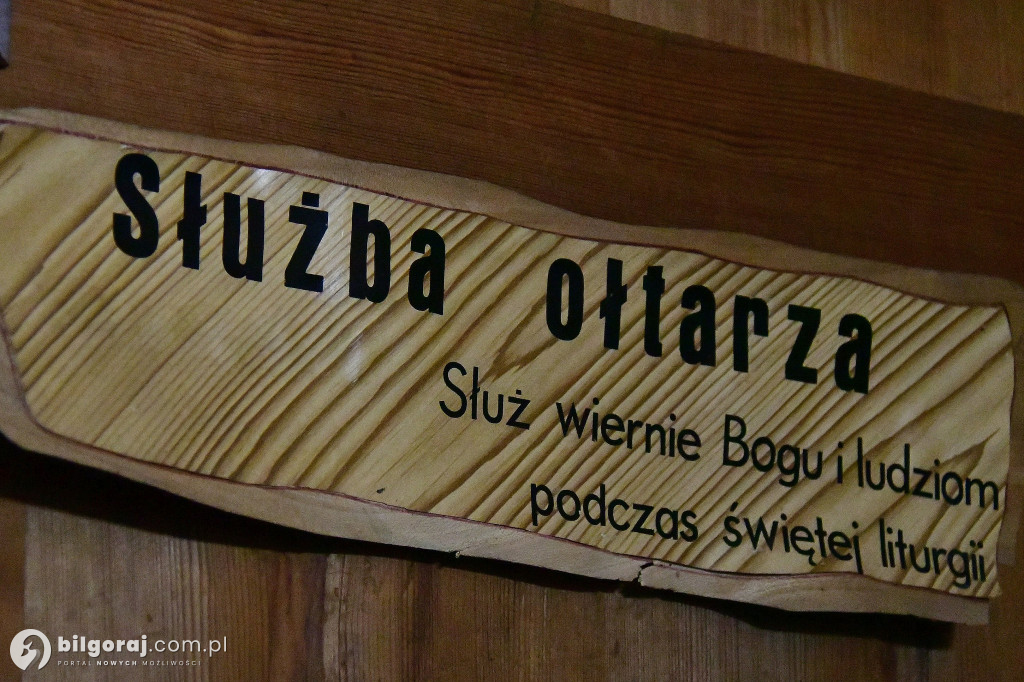 Służba ołtarza
Służ wiernie Bogu i ludziom
podczas świętej liturgii
bilgoraj.com.pl
PORTAL NOWYCH MOŻLIWOŚCI